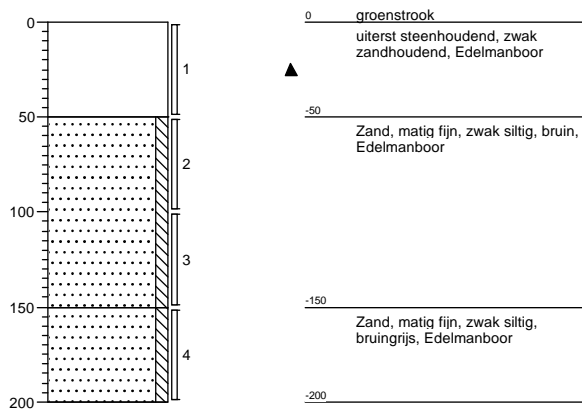 0
50
100
150
200
1
2
3
4
0
groenstrook
uiterst steenhoudend, zwak
zandhoudend, Edelmanboor
-50
Zand, matig fijn, zwak siltig, bruin,
Edelmanboor
-150
Zand, matig fijn, zwak siltig,
bruingrijs, Edelmanboor
-200